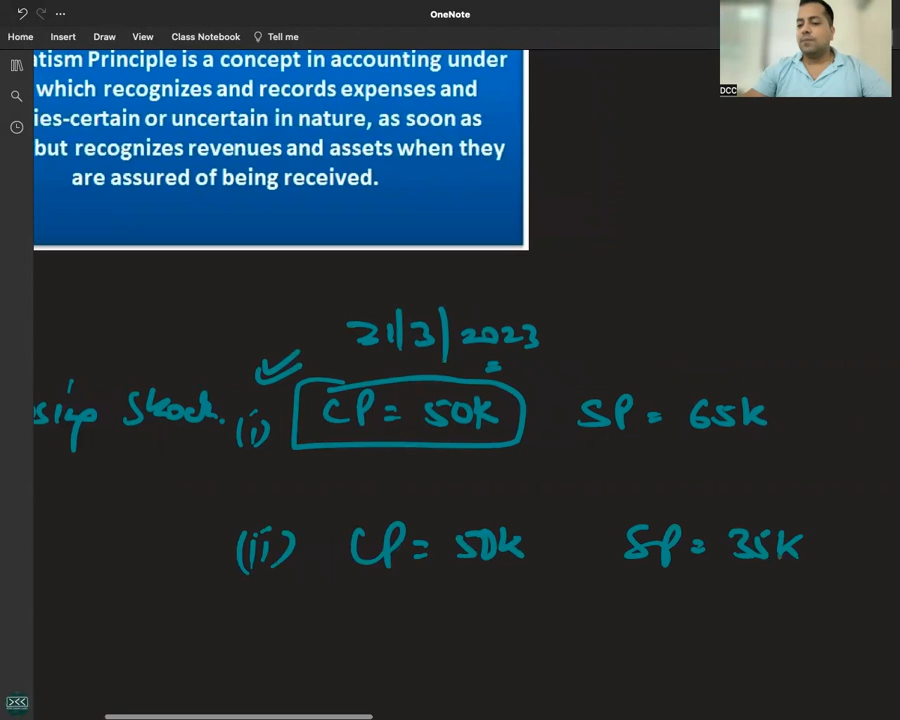 OneNote
Home Insert Draw View Class Notebook Tell me
DCC
tism Principle is a concept in accounting under
which recognizes and records expenses and
ies-certain or uncertain in nature, as soon as
but recognizes revenues and assets when they
are assured of being received.
31/3/2023
sing Stock. (i) CP = 50K SP = 65K
(ii) CP = 50K SP = 35K